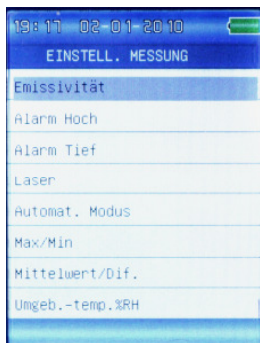 19:17 02-01-2010
EINSTELL. MESSUNG
Emissivität
Alarm Hoch
Alarm Tief
Laser
Automat. Modus
Max/Min
Mittelwert/Dif.
Umgeb.-temp.%RH